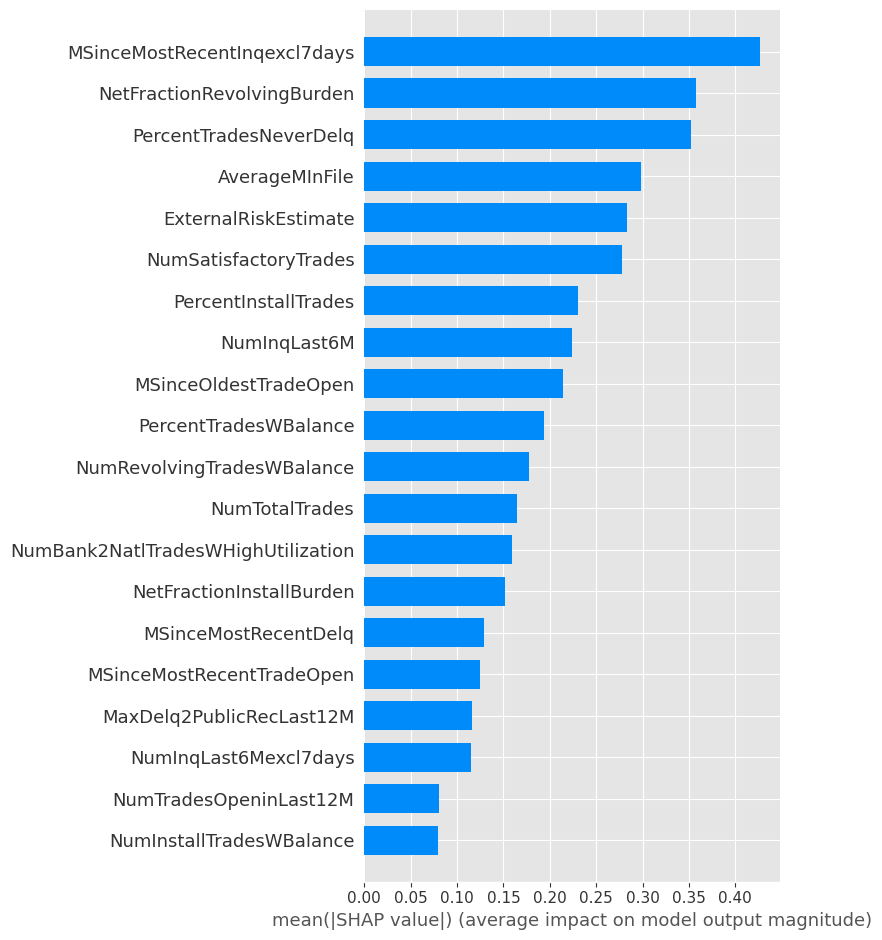 MSinceMostRecentInqexcl7days
NetFractionRevolvingBurden
PercentTradesNeverDelq
AverageMInFile
ExternalRiskEstimate
NumSatisfactoryTrades
PercentInstallTrades
NumInqLast6M
MSinceOldestTradeOpen
PercentTradesWBalance
NumRevolvingTradesWBalance
NumTotalTrades
NumBank2NatlTradesWHighUtilization
NetFractionInstallBurden
MSinceMostRecentDelq
MSinceMostRecentTradeOpen
MaxDelq2PublicRecLast12M
NumInqLast6Mexcl7days
NumTradesOpeninLast12M
NumInstallTradesWBalance
0.00 0.05 0.10 0.15 0.20 0.25 0.30 0.35 0.40
mean(|SHAP value|) (average impact on model output magnitude)